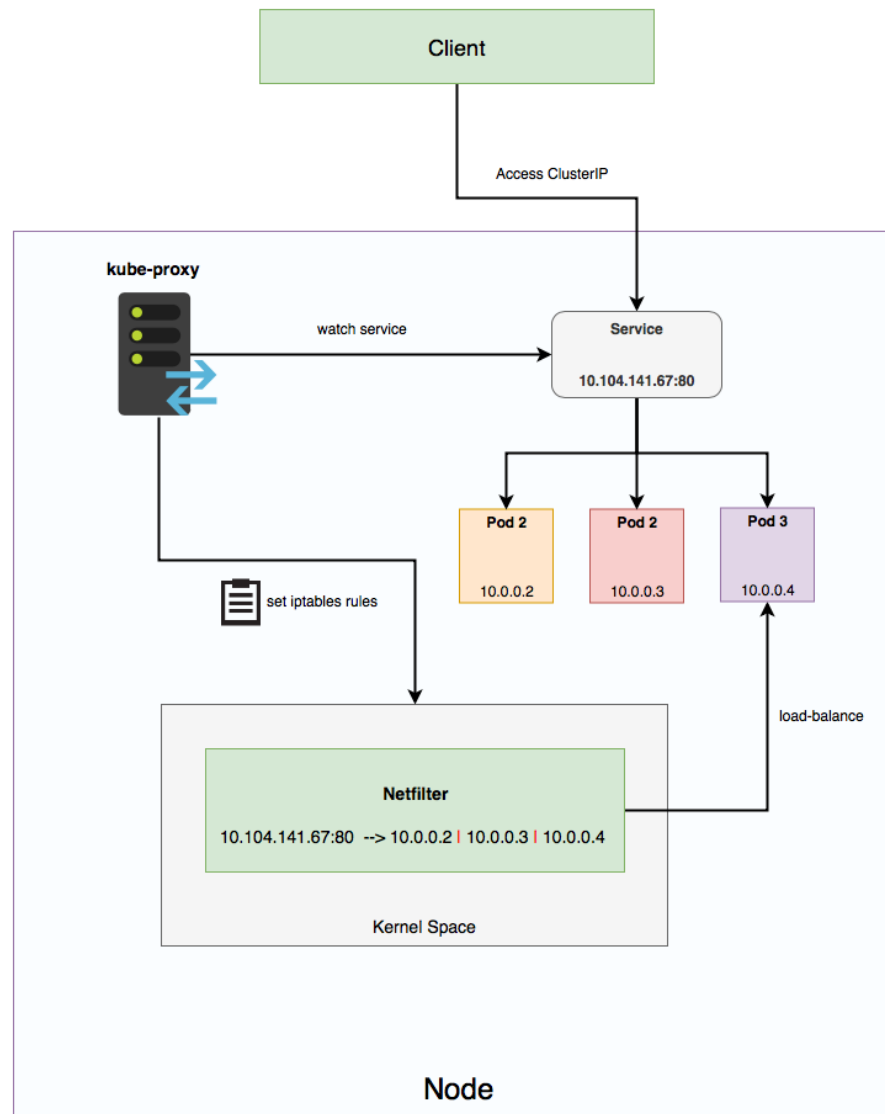 Client
Access ClusterIP
kube-proxy
watch service
Service
10.104.141.67:80
Pod 2
Pod 2
Pod 3
10.0.0.2
10.0.0.3
10.0.0.4
set iptables rules
load-balance
Netfilter
10.104.141.67:80 --> 10.0.0.2 | 10.0.0.3 | 10.0.0.4
Kernel Space
Node